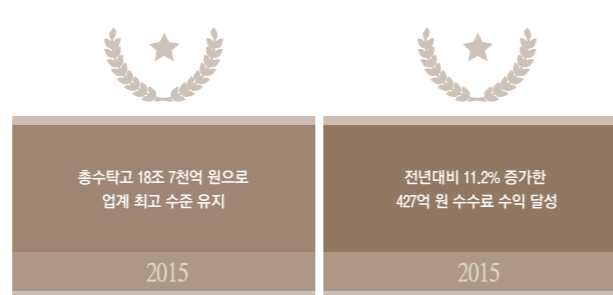 총수탁고 18조 7천억 원으로
업계 최고 수준 유지
2015
전년대비 11.2% 증가한
427억 원 수수료 수익 달성
2015